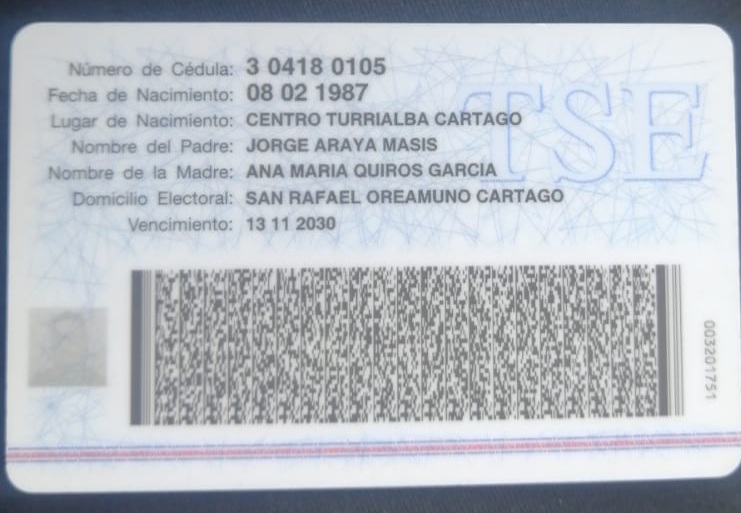 Número de Cédula: 3 0418 0105
Fecha de Nacimiento: 08 02 1987
Lugar de Nacimiento: CENTRO TURRIALBA CARTAGO
Nombre del Padre: JORGE ARAYA MASIS
Nombre de la Madre: ANA MARIA QUIROS GARCIA
Domicilio Electoral: SAN RAFAEL OREAMUNO CARTAGO
Vencimiento: 13 11 2030
TSE
003201751